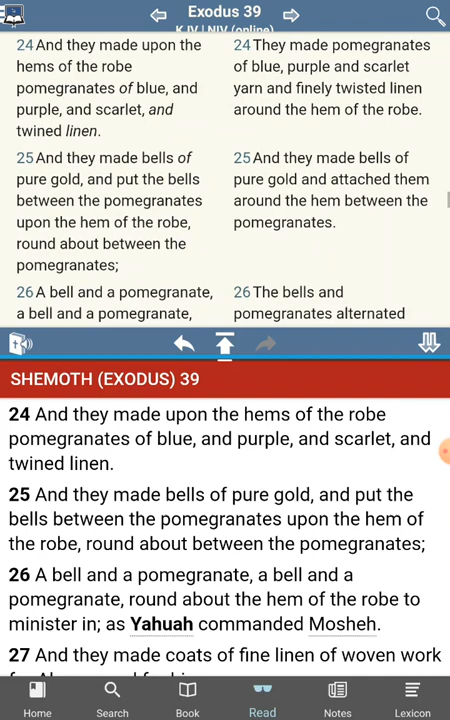 Exodus 39
KJV | NIV (online)
24 And they made upon the
hems of the robe
pomegranates of blue, and
purple, and scarlet, and
twined linen.
25 And they made bells of
pure gold, and put the bells
between the pomegranates
upon the hem of the robe,
round about between the
pomegranates;
26 A bell and a pomegranate,
a bell and a pomegranate,
24 They made pomegranates
of blue, purple and scarlet
yarn and finely twisted linen
around the hem of the robe.
25 And they made bells of
pure gold and attached them
around the hem between the
pomegranates.
26 The bells and
pomegranates alternated
SHEMOTH (EXODUS) 39
24 And they made upon the hems of the robe
pomegranates of blue, and purple, and scarlet, and
twined linen.
25 And they made bells of pure gold, and put the
bells between the pomegranates upon the hem of
the robe, round about between the pomegranates;
26 A bell and a pomegranate, a bell and a
pomegranate, round about the hem of the robe to
minister in; as Yahuah commanded Mosheh.
27 And they made coats of fine linen of woven work
Home
Search
Book
Read
Notes
Lexicon